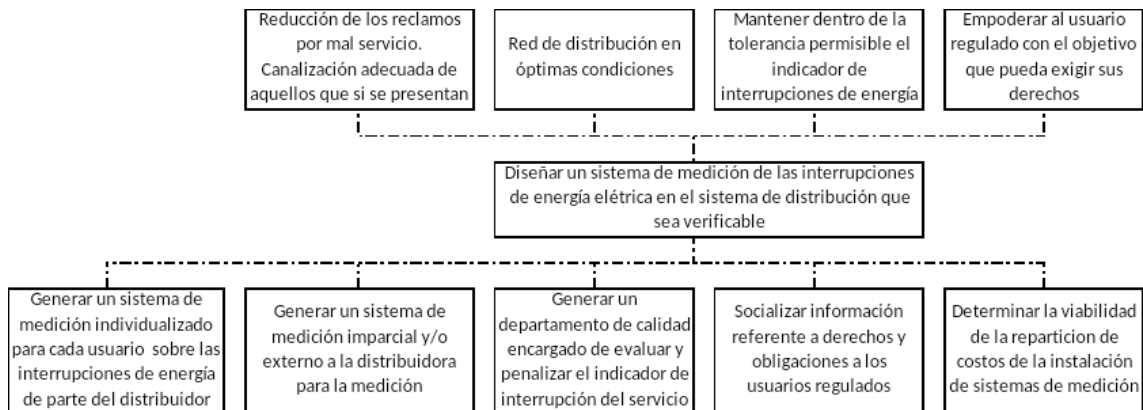 Reducción de los reclamos
por mal servicio.
Canalización adecuada de
aquellos que si se presentan
Red de distribución en
óptimas condiciones
Mantener dentro de la
tolerancia permisible el
indicador de
interrupciones de energía
Empoderar al usuario
regulado con el objetivo
que pueda exigir sus
derechos
Diseñar un sistema de medición de las interrupciones
de energía elétrica en el sistema de distribución que
sea verificable
Generar un sistema de
medición individualizado
para cada usuario sobre las
interrupciones de energía
de parte del distribuidor
Generar un sistema de
medición imparcial y/o
externo a la distribuidora
para la medición
Generar un
departamento de calidad
encargado de evaluar y
penalizar el indicador de
interrupción del servicio
Socializar información
referente a derechos y
obligaciones a los
usuarios regulados
Determinar la viabilidad
de la reparticion de
costos de la instalación
de sistemas de medición